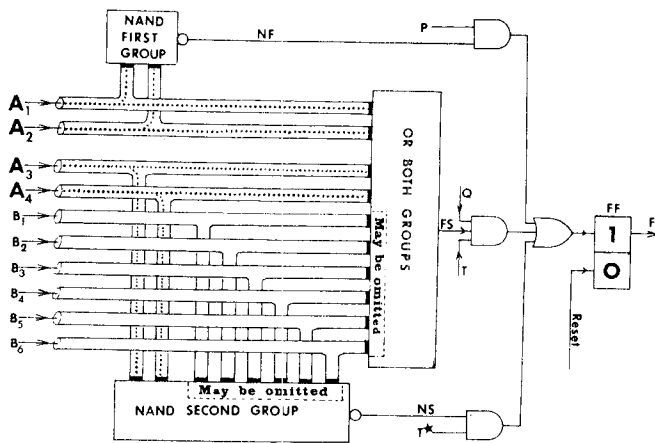 NAND
FIRST
GROUP
NF
P
A1
A2
A3
A4
B1
B2
B3
B4
B5
B6
OR BOTH GROUPS
May be omitted
FS
Q
T
FF
1
0
F
Reset
May be omitted
NAND SECOND GROUP
NS
T★